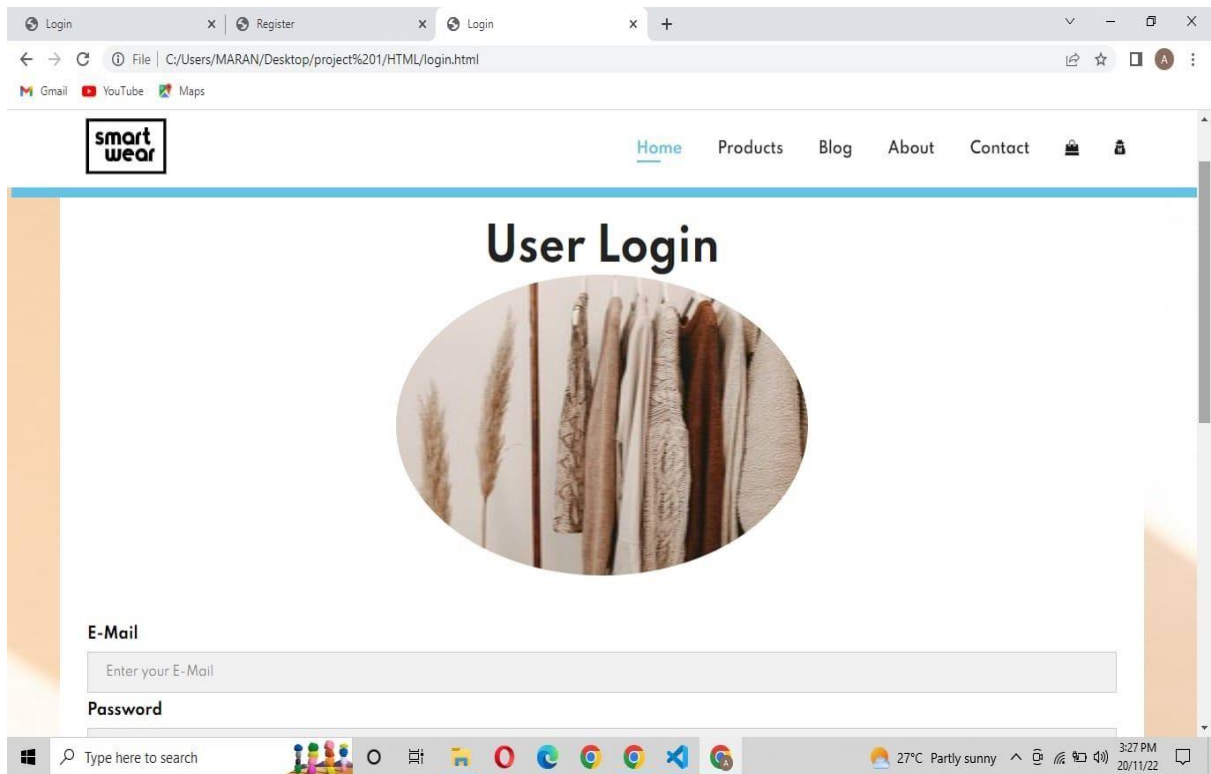 Login
Register
Login
File | C:/Users/MARAN/Desktop/project%201/HTML/login.html
A
Gmail
YouTube
Maps
smart
wear
Home Products Blog About Contact
User Login
E-Mail
Enter your E-Mail
Password
Type here to search
27°C Partly sunny
3:27 PM
20/11/22